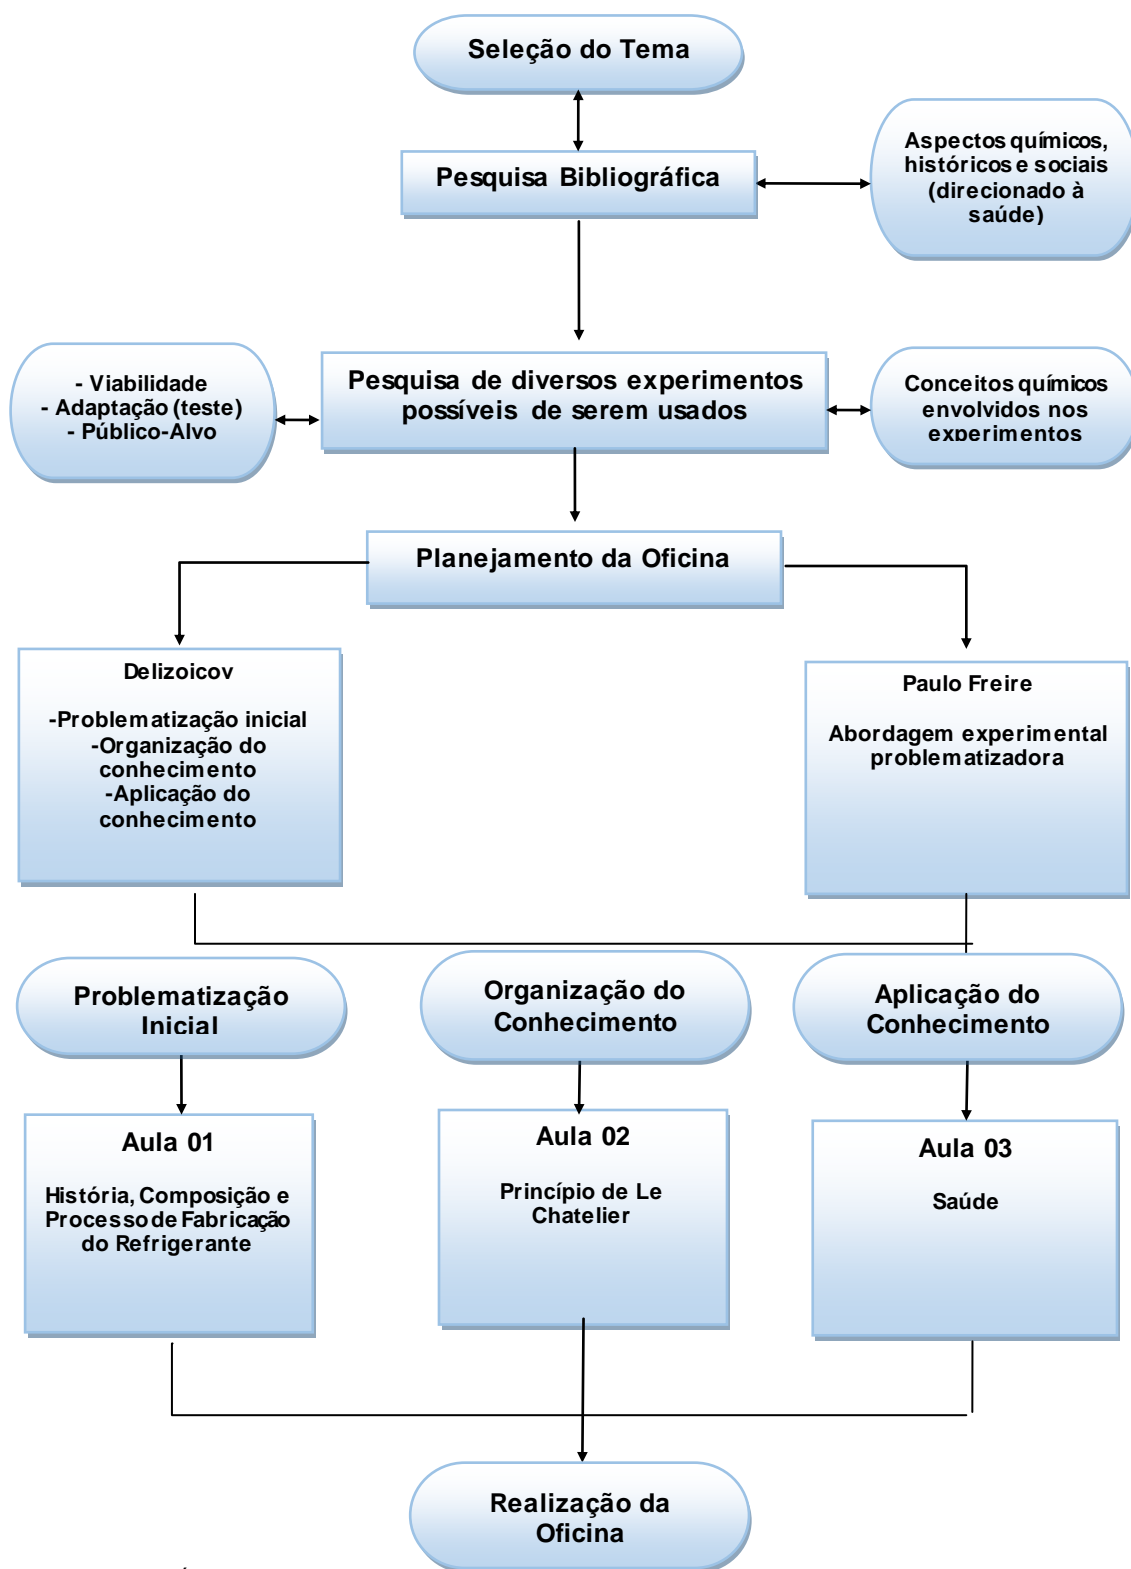 Seleção do Tema
Pesquisa Bibliográfica
Aspectos químicos,
históricos e sociais
(direcionado à
saúde)
- Viabilidade
- Adaptação (teste)
- Público-Alvo
Pesquisa de diversos experimentos
possíveis de serem usados
Conceitos químicos
envolvidos nos
experimentos
Planejamento da Oficina
Delizoicov
-Problematização inicial
-Organização do
conhecimento
-Aplicação do
conhecimento
Paulo Freire
Abordagem experimental
problematizadora
Problematização
Inicial
Organização do
Conhecimento
Aplicação do
Conhecimento
Aula 01
História, Composição e
Processo de Fabricação
do Refrigerante
Aula 02
Princípio de Le
Chatelier
Aula 03
Saúde
Realização da
Oficina